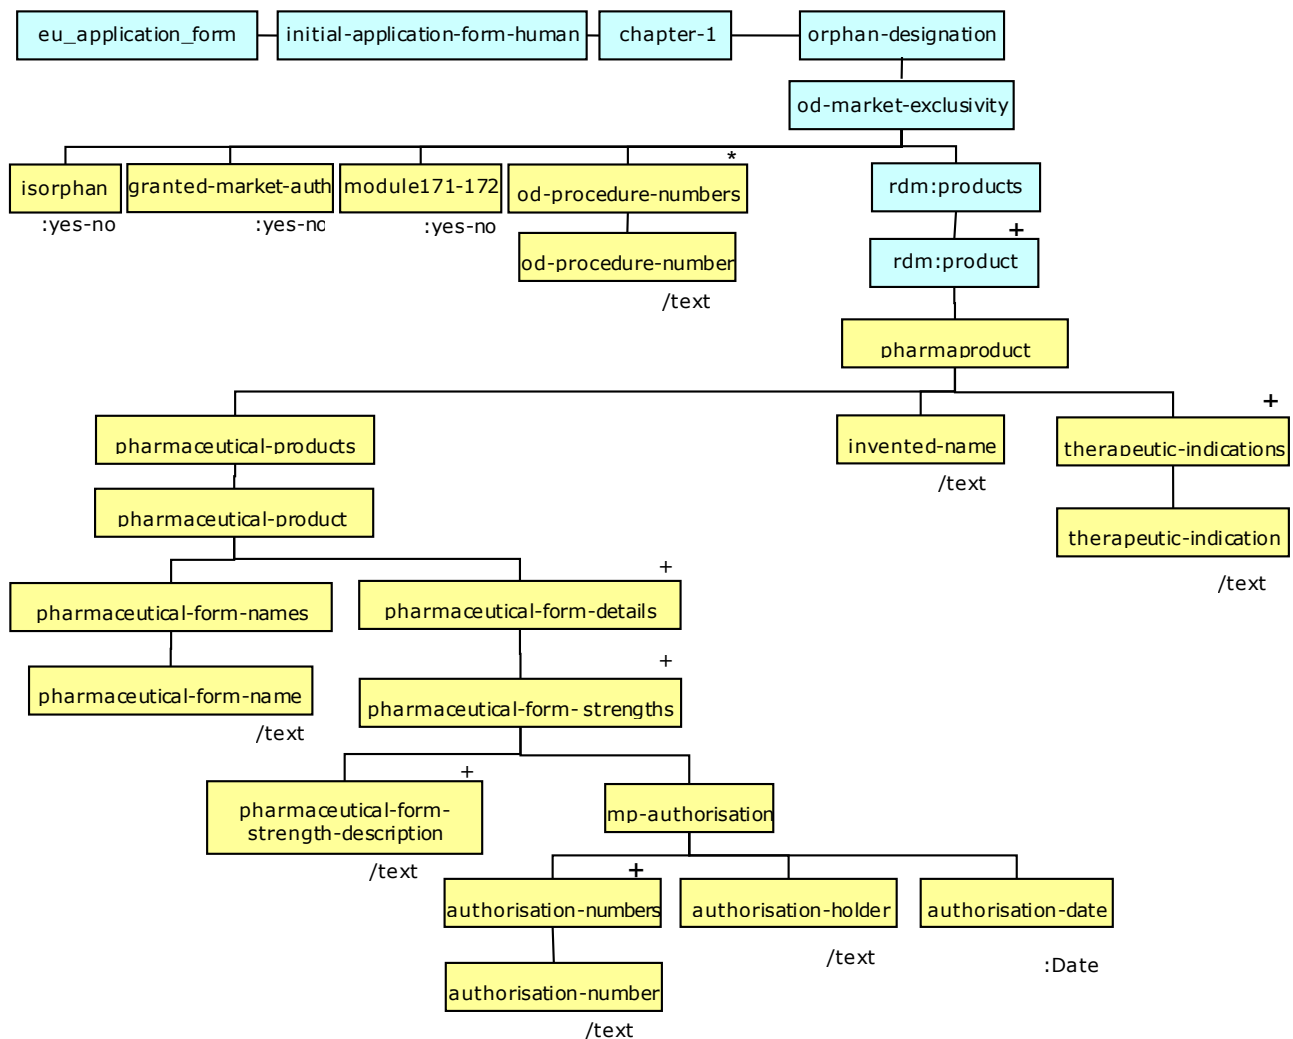 eu_application_form
initial-application-form-human
chapter-1
orphan-designation
od-market-exclusivity
*
isorphan
granted-market-auth
module171-172
od-procedure-numbers
rdm:products
:yes-no
:yes-no
:yes-no
+
od-procedure-number
rdm:product
/text
pharmaproduct
+
pharmaceutical-products
invented-name
therapeutic-indications
/text
pharmaceutical-product
therapeutic-indication
+
/text
pharmaceutical-form-names
pharmaceutical-form-details
+
pharmaceutical-form-name
pharmaceutical-form- strengths
/text
+
pharmaceutical-form-
strength-description
mp-authorisation
/text
+
authorisation-numbers
authorisation-holder
authorisation-date
/text
:Date
authorisation-number
/text